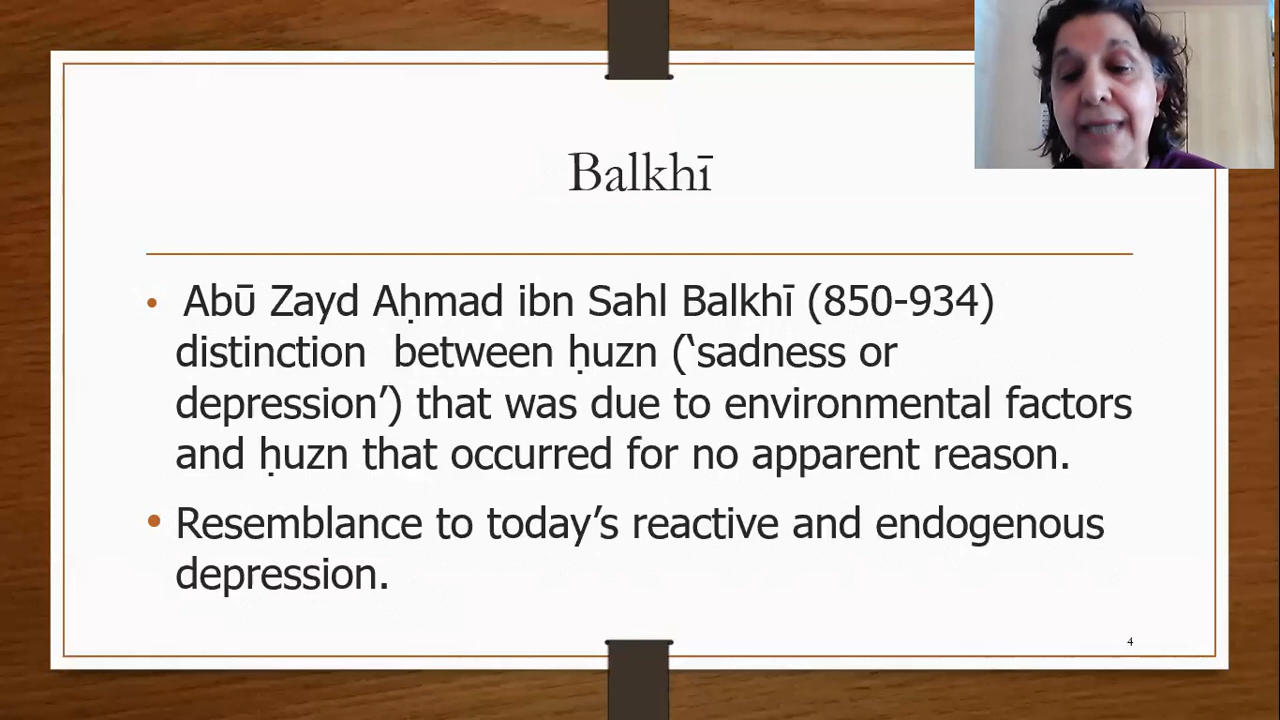 Balkhī
• Abū Zayd Aḥmad ibn Sahl Balkhī (850-934)
distinction between ḥuzn (‘sadness or
depression’) that was due to environmental factors
and ḥuzn that occurred for no apparent reason.
• Resemblance to today’s reactive and endogenous
depression.
4